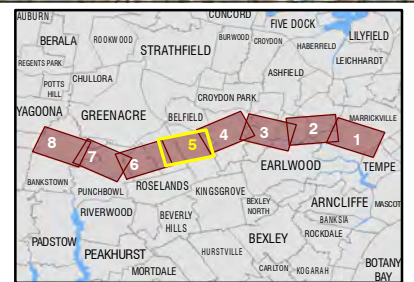 AUBURN
CONCORD
FIVE DOCK
BERALA
ROOKWOOD
STRATHFIELD
BURWOOD
CROYDON
HABERFIELD
LILYFIELD
REGENTS PARK
LEICHHARDT
CHULLORA
ASHFIELD
POTTS
HILL
CROYDON PARK
YAGOONA
GREENACRE
BELFIELD
MARRICKVILLE
8
7
6
5
4
3
2
1
BANKSTOWN
PUNCHBOWL
ROSELANDS
KINGSGROVE
EARLWOOD
TEMPE
RIVERWOOD
BEVERLY
HILLS
BEXLEY
NORTH
ARNCLIFFE
MASCOT
BANKSIA
ROCKDALE
PADSTOW
PEAKHURST
HURSTVILLE
BEXLEY
MORTDALE
CARLTON
KOGARAH
BOTANY
BAY